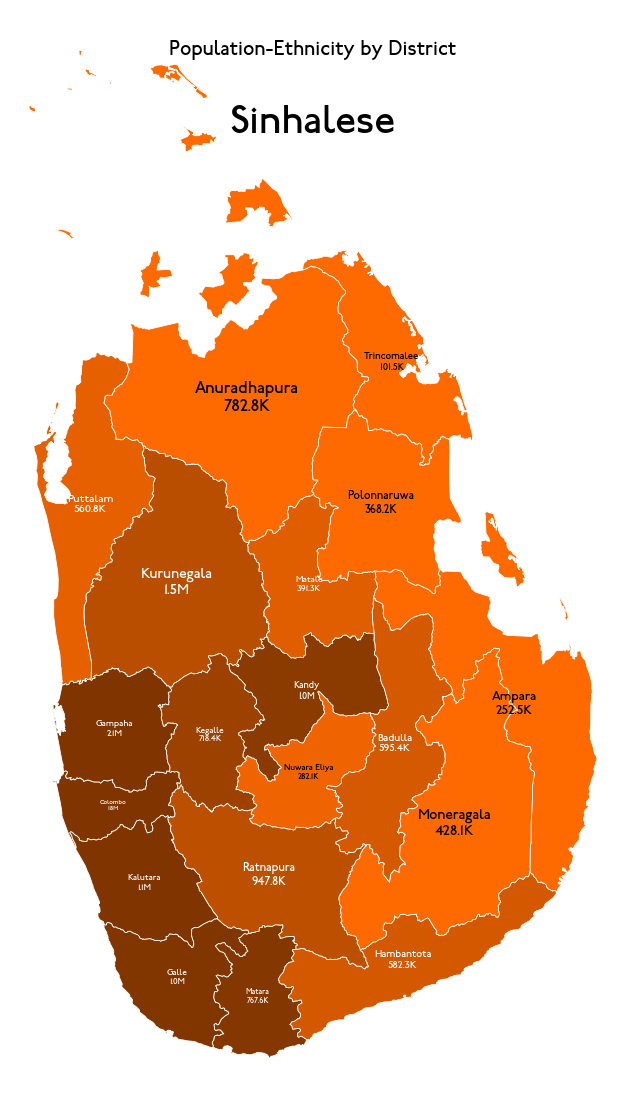 Population-Ethnicity by District
Sinhalese
Trincomalee
101.5K
Anuradhapura
782.8K
Polonnaruwa
368.2K
Puttalam
560.8K
Kurunegala
1.5M
Matale
391.3K
Kandy
1.0M
Ampara
252.5K
Gampaha
2.1M
Kegalle
718.4K
Badulla
595.4K
Nuwara Eliya
282.1K
Colombo
1.8M
Moneragala
428.1K
Ratnapura
947.8K
Kalutara
1.1M
Hambantota
582.3K
Galle
1.0M
Matara
767.6K